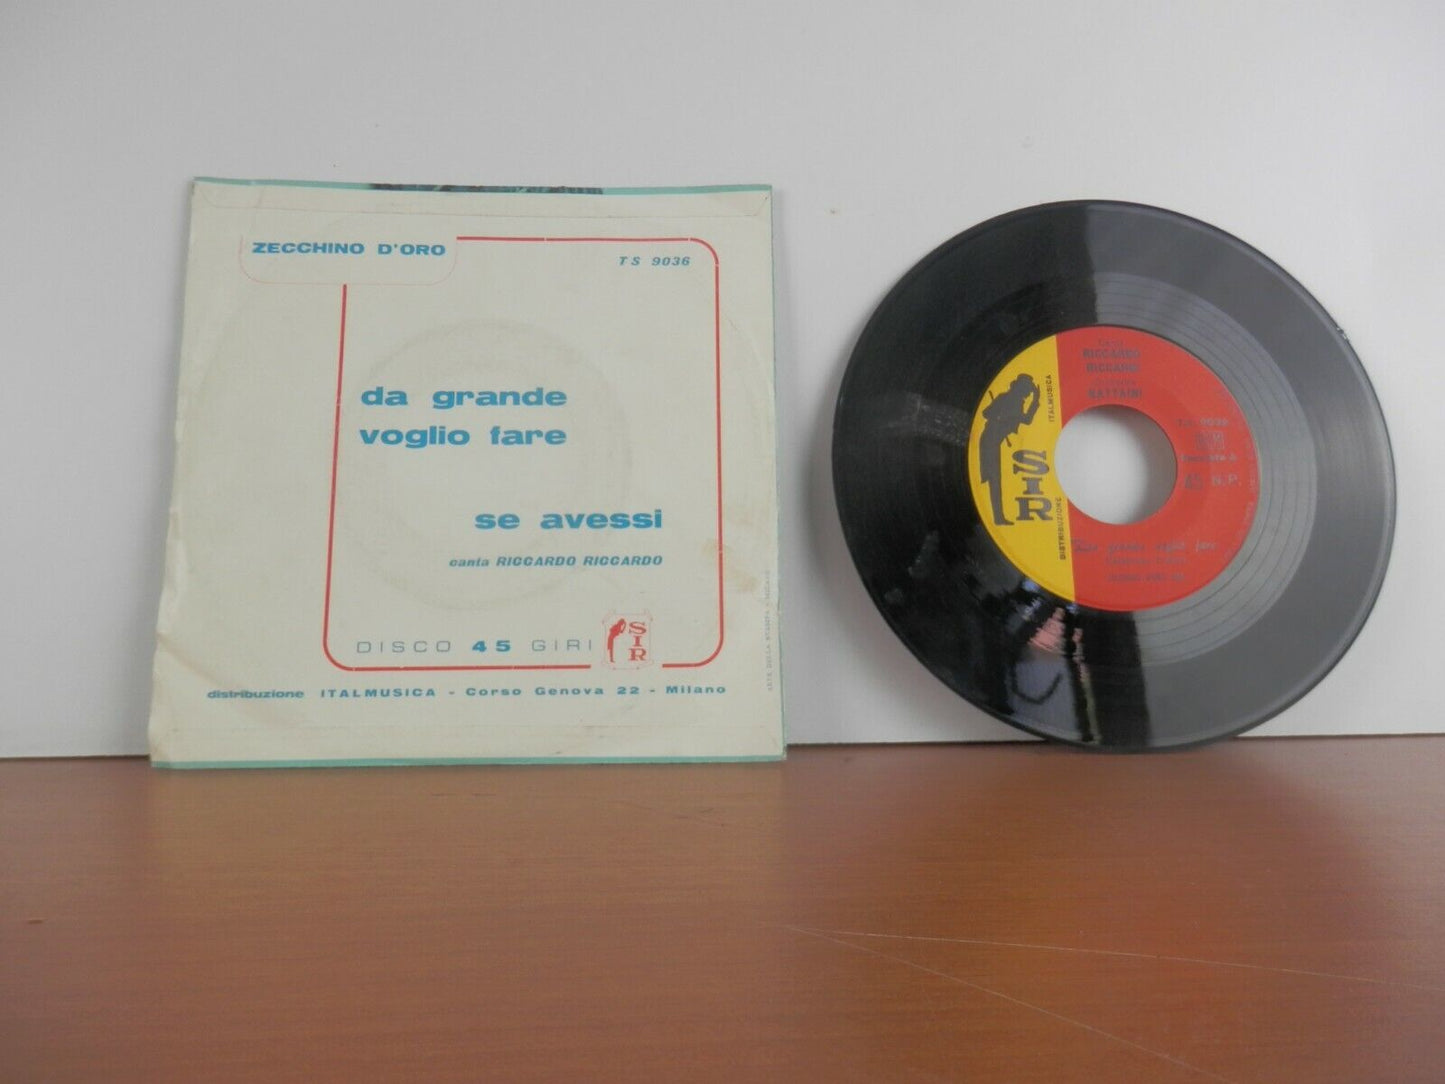 ZECCHINO D'ORO
TS 9036
da grande
voglio fare
se avessi
canta RICCARDO RICCARDO
DISCO 45 GIRI
SIR
distribuzione ITALMUSICA - Corso Genova 22 - Milano
RICCARDO
SIR
ITALMUSICA
DISTRIBUZIONE